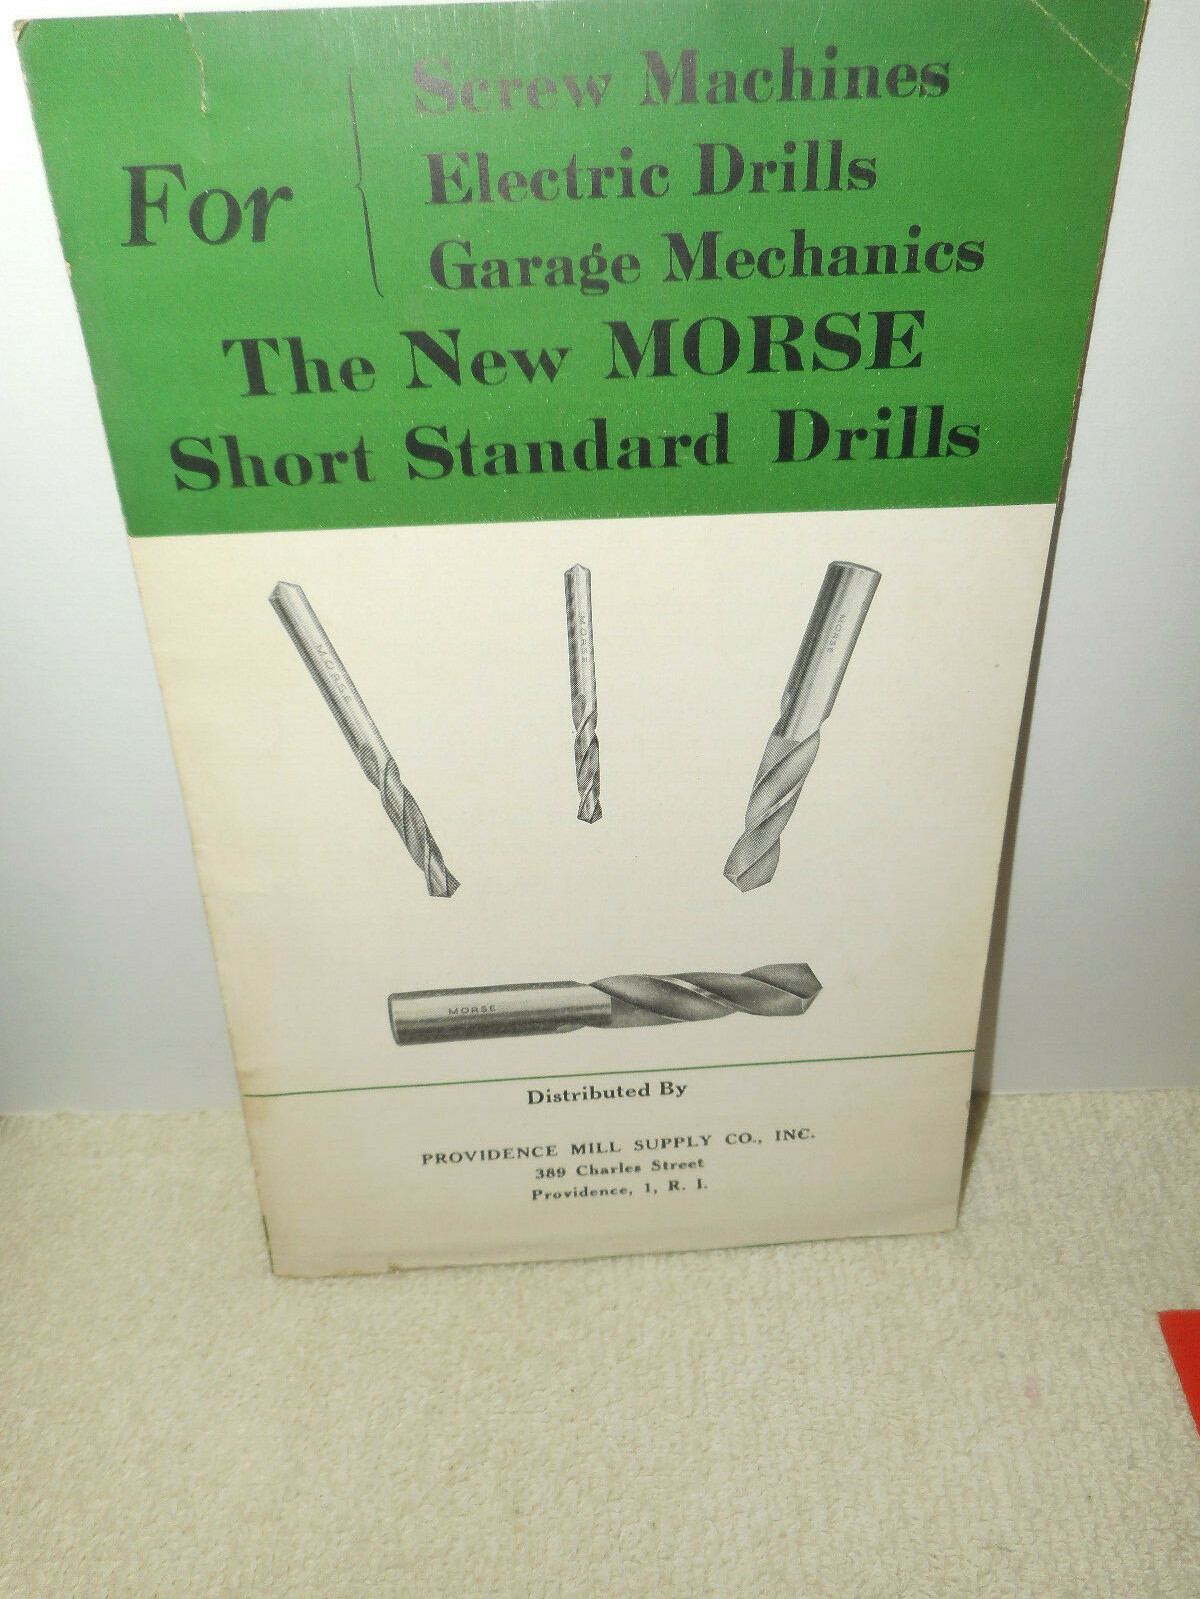 For
Screw Machines
Electric Drills
Garage Mechanics
The New MORSE
Short Standard Drills
MORSE
MORSE
MORSE
MORSE
Distributed By
PROVIDENCE MILL SUPPLY CO., INC.
389 Charles Street
Providence, 1, R. I.